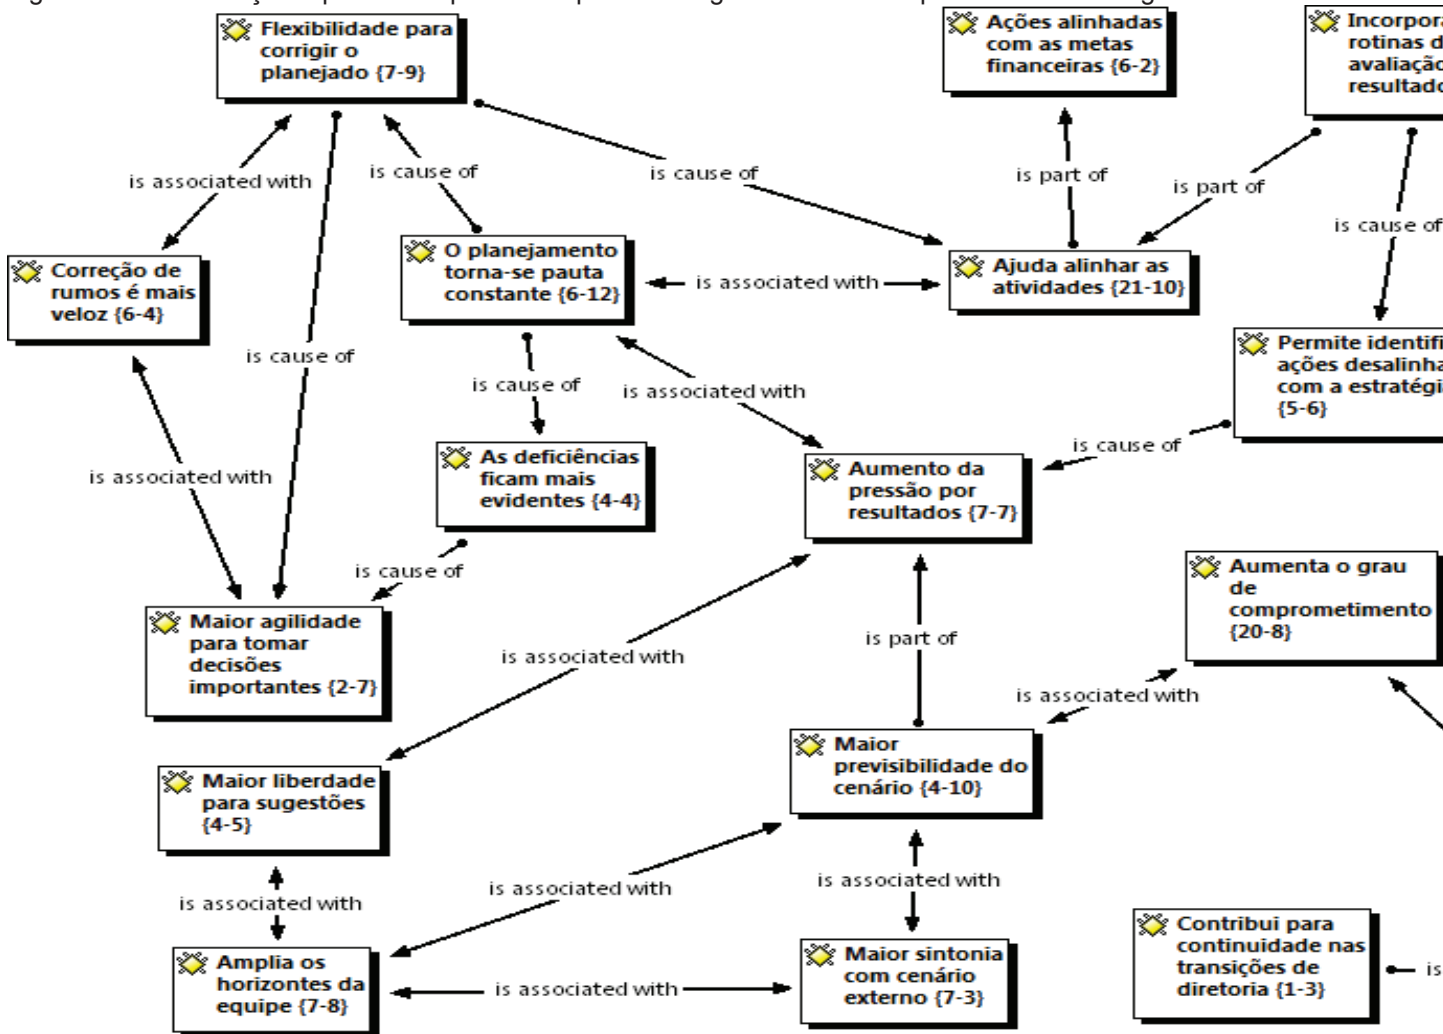 Flexibilidade para
corrigir o
planejado {7-9}
Ações alinhadas
com as metas
financeiras {6-2}
rotinas
is associated with
is cause of
is cause of
is part of
is part of
is cause of
Correção de
rumos é mais
veloz {6-4}
O planejamento
torna-se pauta
constante {6-12}
is associated with
Ajuda alinhar as
atividades {21-10}
is cause of
is cause of
is associated with
Permite
ações
com a
{5-6}
is cause of
is associated with
As deficiências
ficam mais
evidentes {4-4}
Aumento da
pressão por
resultados {7-7}
is cause of
Aumenta o grau
de
comprometimento
{20-8}
Maior agilidade
para tomar
decisões
importantes {2-7}
is associated with
is part of
is associated with
Maior liberdade
para sugestões
{4-5}
Maior
previsibilidade do
cenário {4-10}
is associated with
is associated with
is associated with
Contribui para
continuidade nas
transições de
diretoria {1-3}
is
Amplia os
horizontes da
equipe {7-8}
is associated with
Maior sintonia
com cenário
externo {7-3}